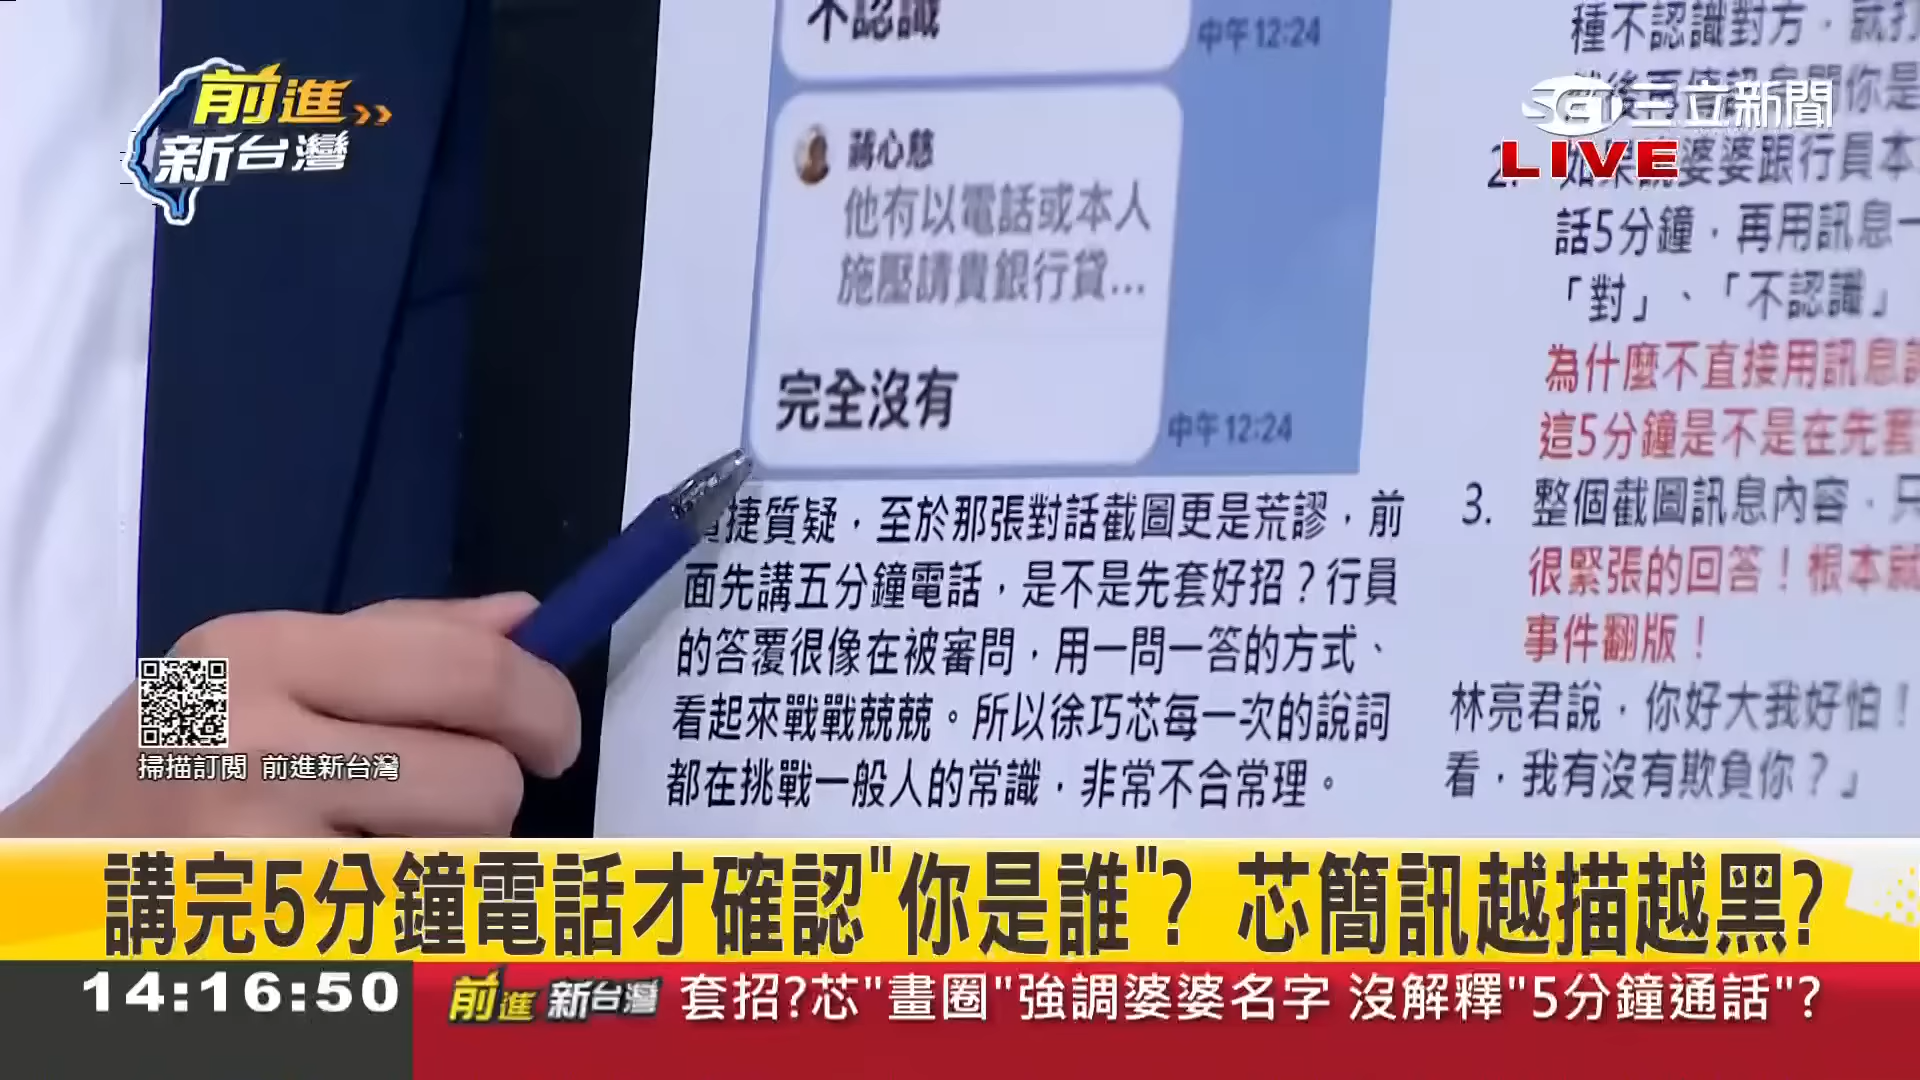 前進
新台灣
三立新聞
LIVE
不認識
中午12:24
蔣心慈
他有以電話或本人
施壓請貴銀行貸...
完全沒有
中午12:24
捷質疑，至於那張對話截圖更是荒謬，前
面先講五分鐘電話，是不是先套好招？行員
的答覆很像在被審問，用一問一答的方式、
看起來戰戰兢兢。所以徐巧芯每一次的說詞
都在挑戰一般人的常識，非常不合常理。
種不認識對方，就打
2. 如果說婆婆跟行員本
話5分鐘，再用訊息一
「對」、「不認識」
為什麼不直接用訊息
這5分鐘是不是在先套
3. 整個截圖訊息內容，只
很緊張的回答！根本就
事件翻版！
林亮君說，你好大我好怕！
看，我有沒有欺負你？」
掃描訂閱 前進新台灣
講完5分鐘電話才確認"你是誰"? 芯簡訊越描越黑?
14:16:50
前進新台灣 套招?芯"畫圈"強調婆婆名字 沒解釋"5分鐘通話"?